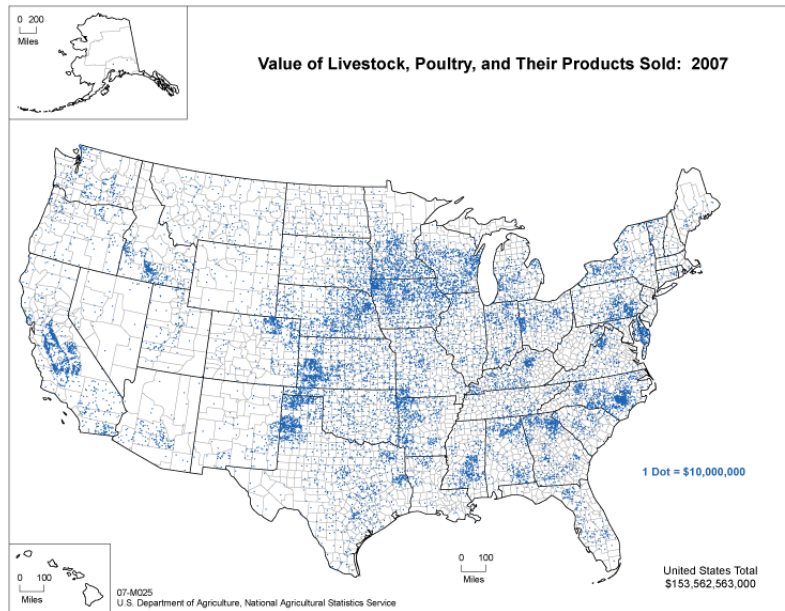 0 200
Miles
Value of Livestock, Poultry, and Their Products Sold: 2007
1 Dot = $10,000,000
0 100
Miles
0 100
Miles
07-M025
U.S. Department of Agriculture, National Agricultural Statistics Service
United States Total
$153,562,563,000